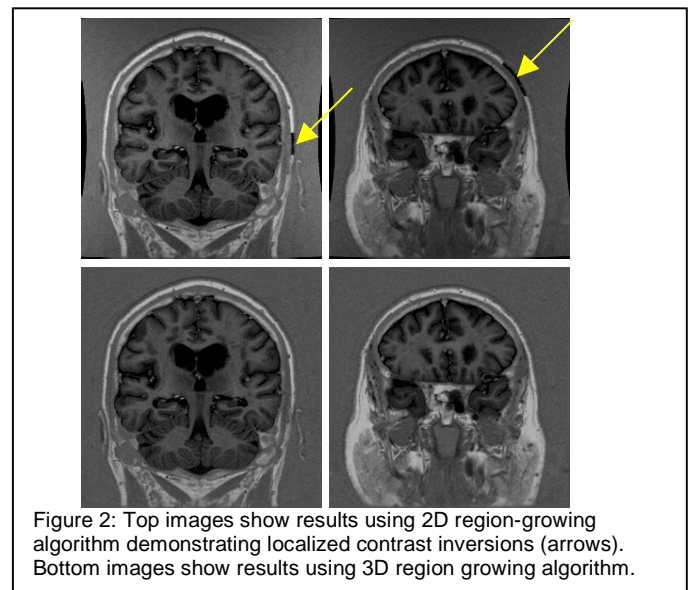 Figure 2: Top images show results using 2D region-growing
algorithm demonstrating localized contrast inversions (arrows).
Bottom images show results using 3D region growing algorithm.